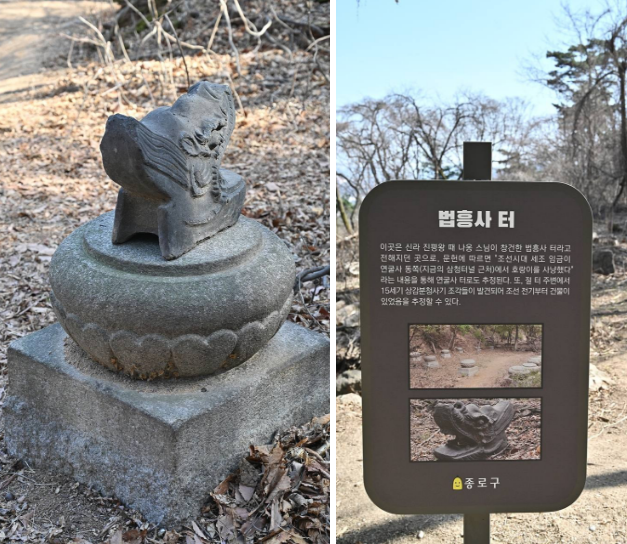 법흥사 터
이곳은 신라 진평왕 때 나옹 스님이 창건한 법흥사 터라고
전해지던 곳으로, 문헌에 따르면 "조선시대 세조 임금이
연굴사 동쪽(지금의 삼청터널 근처)에서 호랑이를 사냥했다"
라는 내용을 통해 연굴사 터로도 추정된다. 또, 절 터 주변에서
15세기 상감분청사기 조각들이 발견되어 조선 전기부터 건물이
있었음을 추정할 수 있다.
종로구